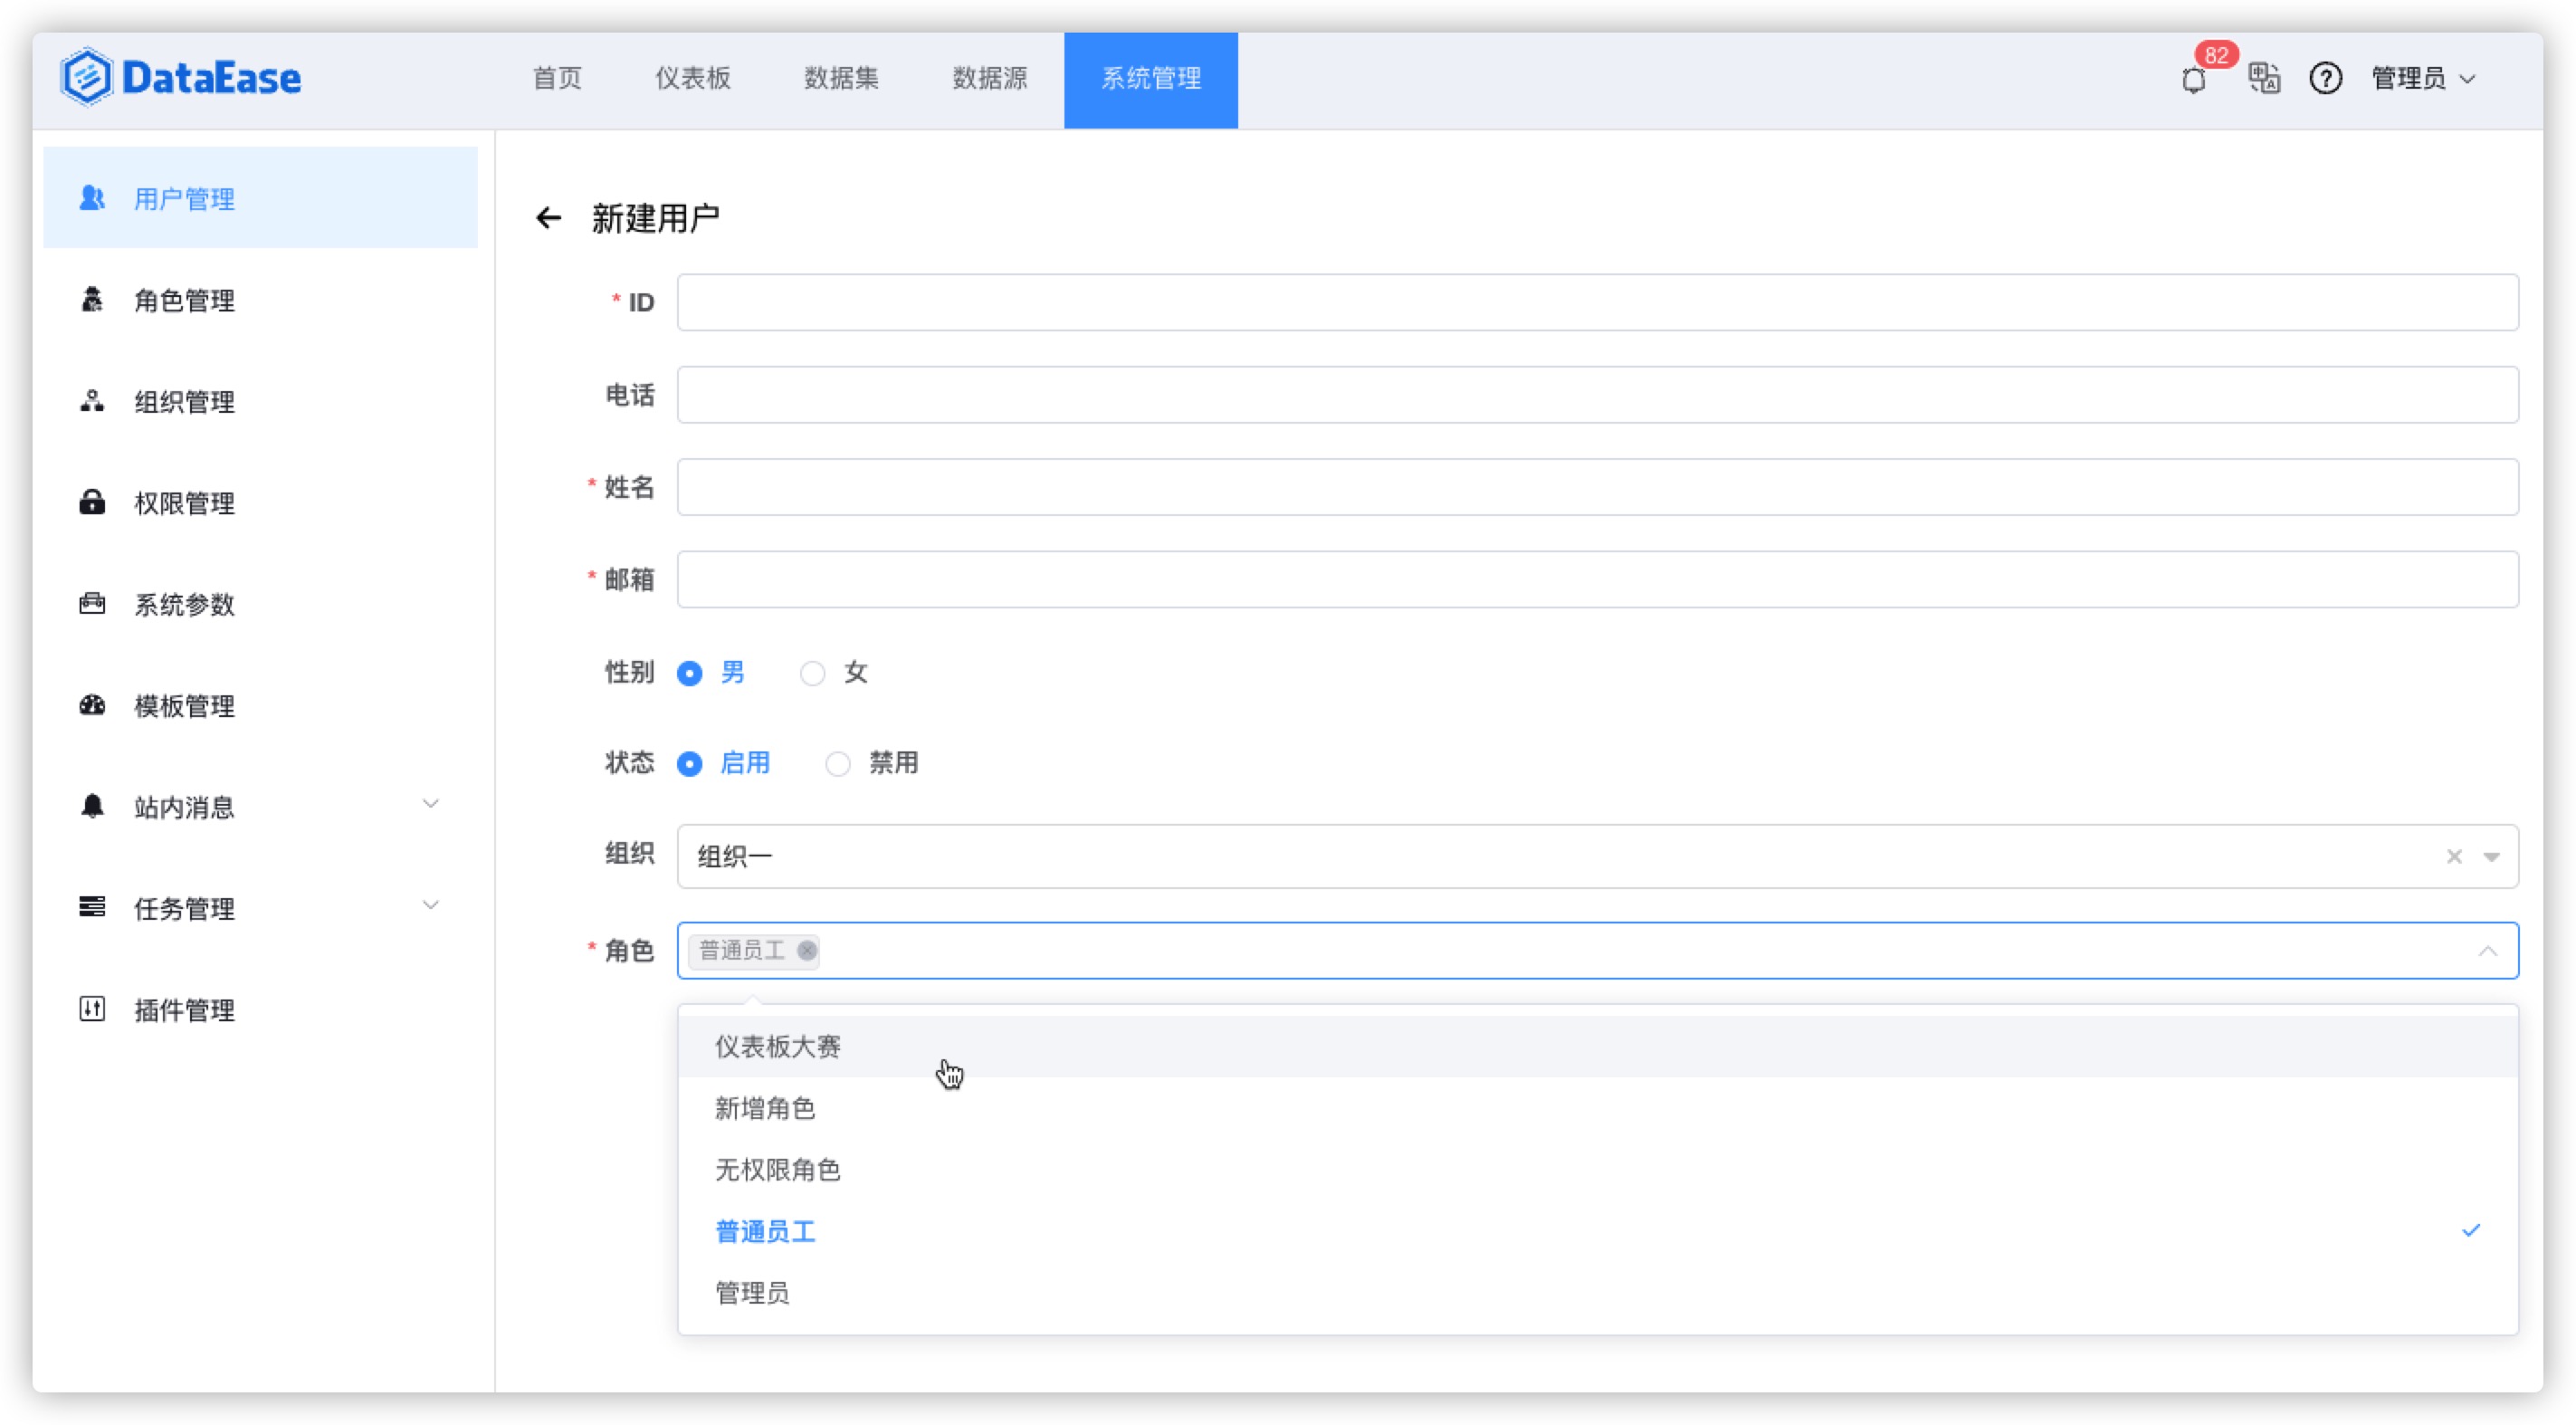 DataEase
首页 仪表板 数据集 数据源 系统管理 82 管理员
用户管理
角色管理
组织管理
权限管理
系统参数
模板管理
站内消息
任务管理
插件管理
新建用户
* ID
电话
* 姓名
* 邮箱
性别 男 女
状态 启用 禁用
组织 组织一
* 角色 普通员工
仪表板大赛
新增角色
无权限角色
普通员工
管理员